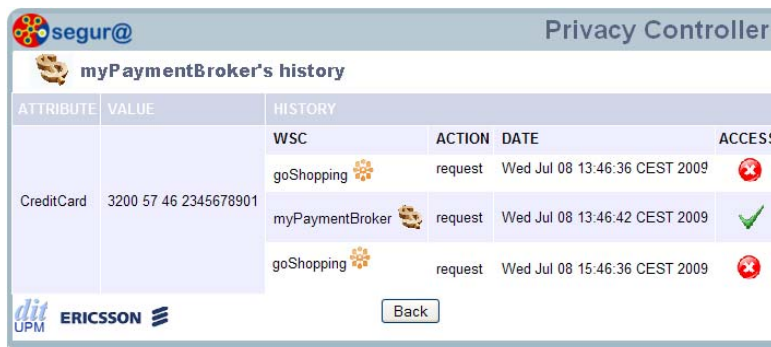 segur@ Privacy Controller
myPaymentBroker's history
ATTRIBUTE VALUE HISTORY
WSC ACTION DATE ACCESS
goShopping request Wed Jul 08 13:46:36 CEST 2009
CreditCard 3200 57 46 2345678901
myPaymentBroker request Wed Jul 08 13:46:42 CEST 2009
goShopping request Wed Jul 08 15:46:36 CEST 2009
dit
UPM
ERICSSON
Back